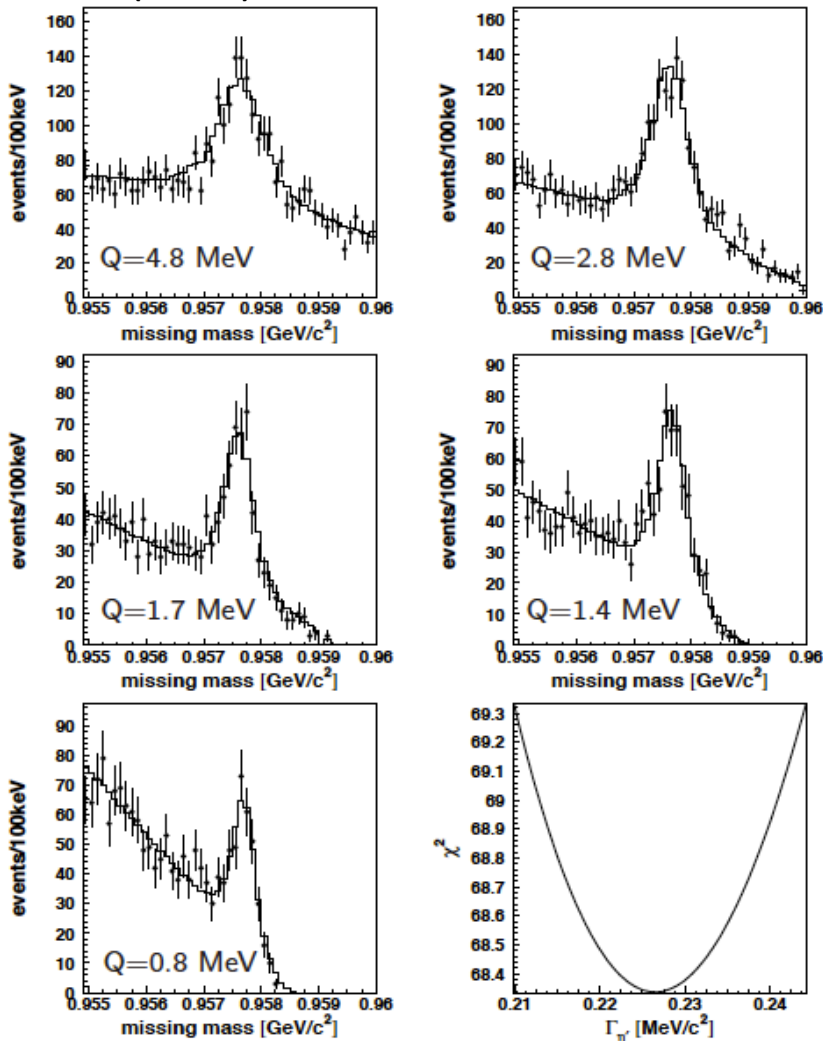 160
140
120
100
80
60
40
20
0
events/100keV
Q=4.8 MeV
0.955 0.956 0.957 0.958 0.959 0.96
missing mass [GeV/c²]
160
140
120
100
80
60
40
20
0
events/100keV
Q=2.8 MeV
0.955 0.956 0.957 0.958 0.959 0.96
missing mass [GeV/c²]
90
80
70
60
50
40
30
20
10
0
events/100keV
Q=1.7 MeV
0.955 0.956 0.957 0.958 0.959 0.96
missing mass [GeV/c²]
90
80
70
60
50
40
30
20
10
0
events/100keV
Q=1.4 MeV
0.955 0.956 0.957 0.958 0.959 0.96
missing mass [GeV/c²]
90
80
70
60
50
40
30
20
10
0
events/100keV
Q=0.8 MeV
0.955 0.956 0.957 0.958 0.959 0.96
missing mass [GeV/c²]
69.3
69.2
69.1
69
68.9
68.8
68.7
68.6
68.5
68.4
χ²
0.21 0.22 0.23 0.24
Γη′ [MeV/c²]